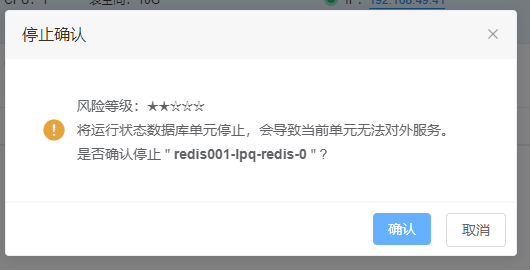 停止确认
风险等级：★★☆☆☆
将运行状态数据库单元停止，会导致当前单元无法对外服务。
是否确认停止 " redis001-lpq-redis-0 " ?
确认 取消